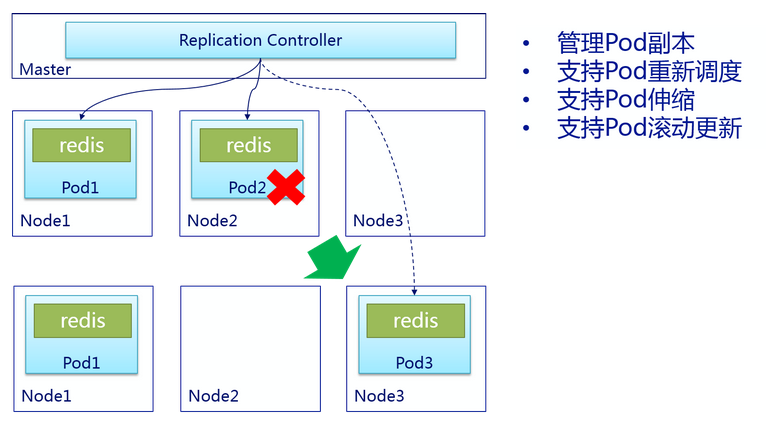 Replication Controller
Master
redis
Pod1
Node1
redis
Pod2
Node2
Node3
redis
Pod1
Node1
Node2
redis
Pod3
Node3
• 管理Pod副本
• 支持Pod重新调度
• 支持Pod伸缩
• 支持Pod滚动更新